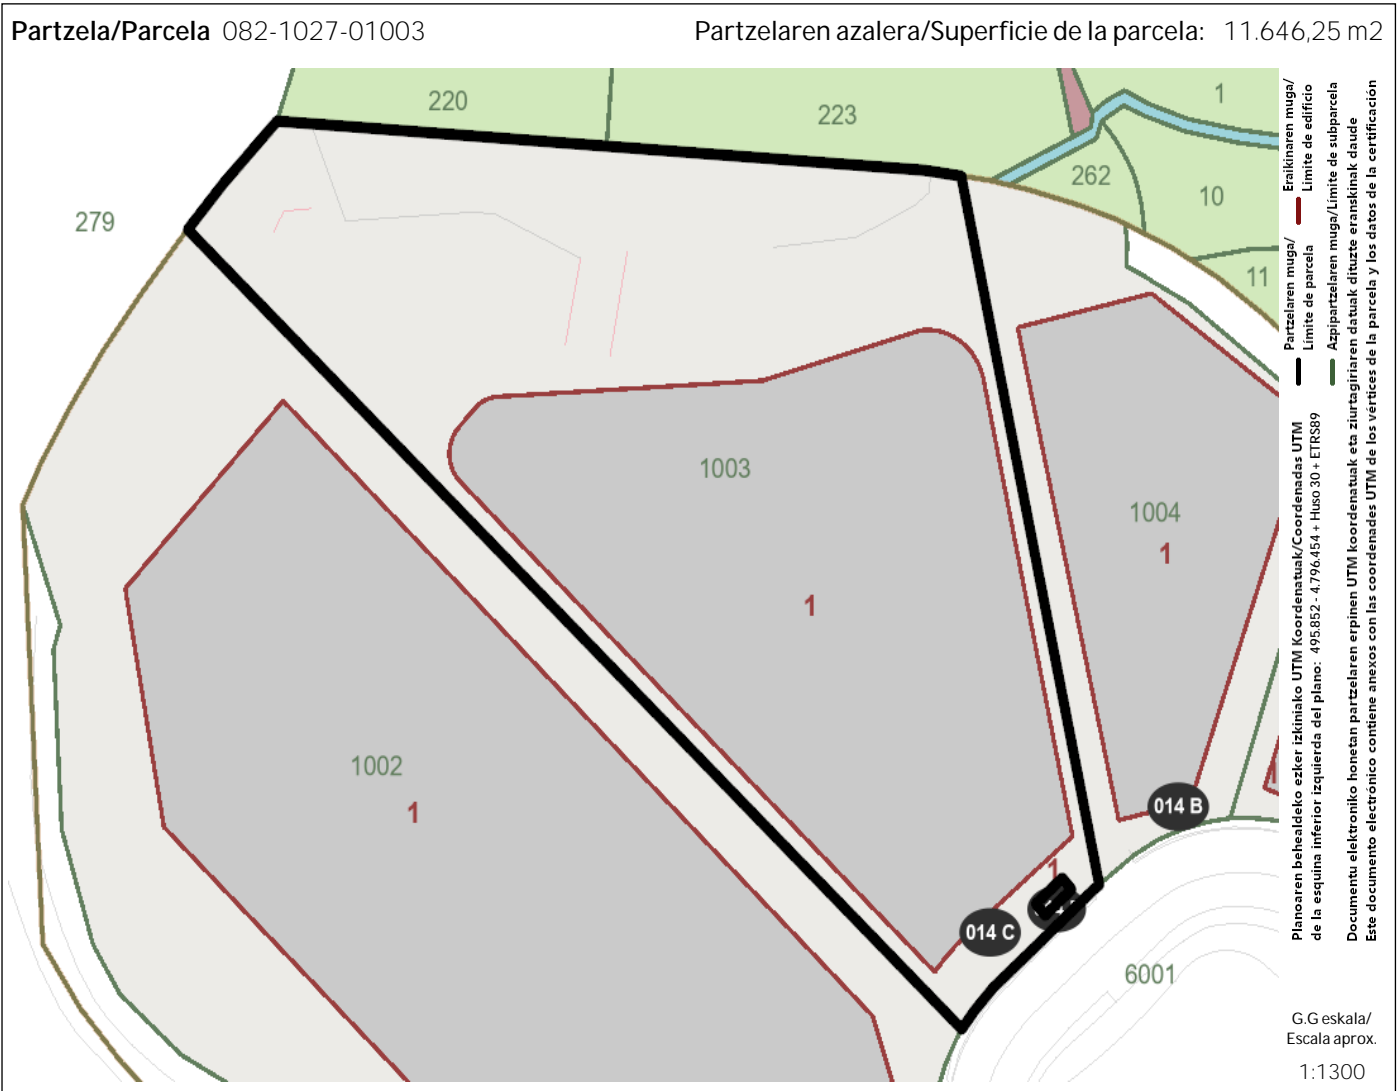 Partzela/Parcela 082-1027-01003
Partzelaren azalera/Superficie de la parcela: 11.646,25 m2
220
223
1
279
262
10
11
1003
1
1004
1
1002
1
1
014 B
014 C
6001
Partzelaren muga/
Límite de parcela
Eraikinaren muga/
Límite de edificio
Azpipartzelaren muga/Límite de subparcela
Planoaren behealdeko ezker izkiniako UTM Koordenatuak/Coordenadas UTM
de la esquina inferior izquierda del plano: 495.852 - 4.796.454 + Huso 30 + ETRS89
Documentu elektroniko honetan partzelaren erpinen UTM koordenatuak eta ziurtagiriaren datuak dituzte eranskinak daude
Este documento electrónico contiene anexos con las coordenades UTM de los vértices de la parcela y los datos de la certificación
G.G eskala/
Escala aprox.
1:1300